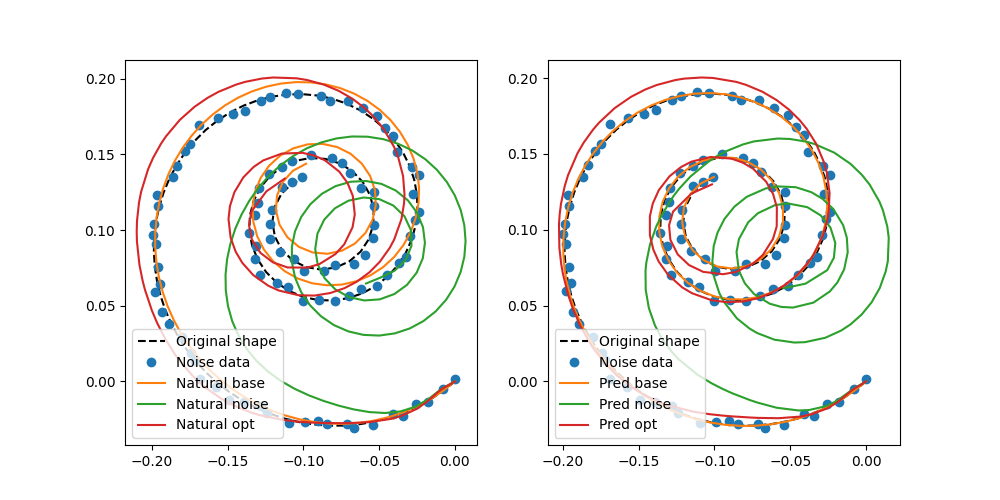 0.20
0.15
0.10
0.05
0.00
−0.20 −0.15 −0.10 −0.05 0.00
Original shape
Noise data
Natural base
Natural noise
Natural opt
0.20
0.15
0.10
0.05
0.00
−0.20 −0.15 −0.10 −0.05 0.00
Original shape
Noise data
Pred base
Pred noise
Pred opt